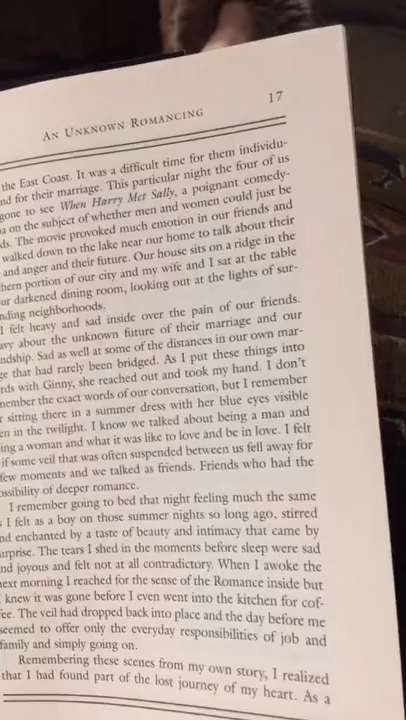 17
AN UNKNOWN ROMANCING
the East Coast. It was a difficult time for them individu-
nd for their marriage. This particular night the four of us
gone to see When Harry Met Sally, a poignant comedy-
a on the subject of whether men and women could just be
ds. The movie provoked much emotion in our friends and
walked down to the lake near our home to talk about their
and anger and their future. Our house sits on a ridge in the
hern portion of our city and my wife and I sat at the table
ur darkened dining room, looking out at the lights of sur-
nding neighborhoods.
I felt heavy and sad inside over the pain of our friends.
avy about the unknown future of their marriage and our
ndship. Sad as well at some of the distances in our own mar-
ge that had rarely been bridged. As I put these things into
rds with Ginny, she reached out and took my hand. I don't
member the exact words of our conversation, but I remember
r sitting there in a summer dress with her blue eyes visible
en in the twilight. I know we talked about being a man and
ing a woman and what it was like to love and be in love. I felt
if some veil that was often suspended between us fell away for
few moments and we talked as friends. Friends who had the
ossibility of deeper romance.
I remember going to bed that night feeling much the same
s I felt as a boy on those summer nights so long ago, stirred
nd enchanted by a taste of beauty and intimacy that came by
urprise. The tears I shed in the moments before sleep were sad
nd joyous and felt not at all contradictory. When I awoke the
ext morning I reached for the sense of the Romance inside but
knew it was gone before I even went into the kitchen for cof-
fee. The veil had dropped back into place and the day before me
seemed to offer only the everyday responsibilities of job and
family and simply going on.
Remembering these scenes from my own story, I realized
that I had found part of the lost journey of my heart. As a